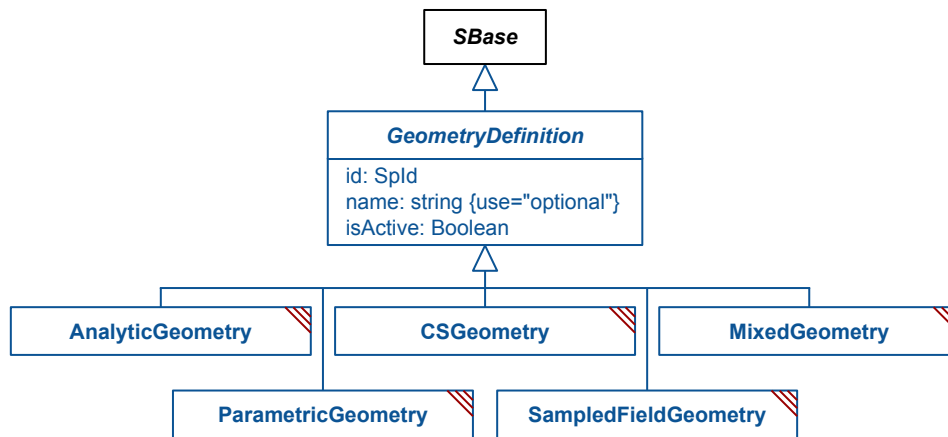 SBase
GeometryDefinition
id: SpId
name: string {use="optional"}
isActive: Boolean
AnalyticGeometry
CSGeometry
MixedGeometry
ParametricGeometry
SampledFieldGeometry